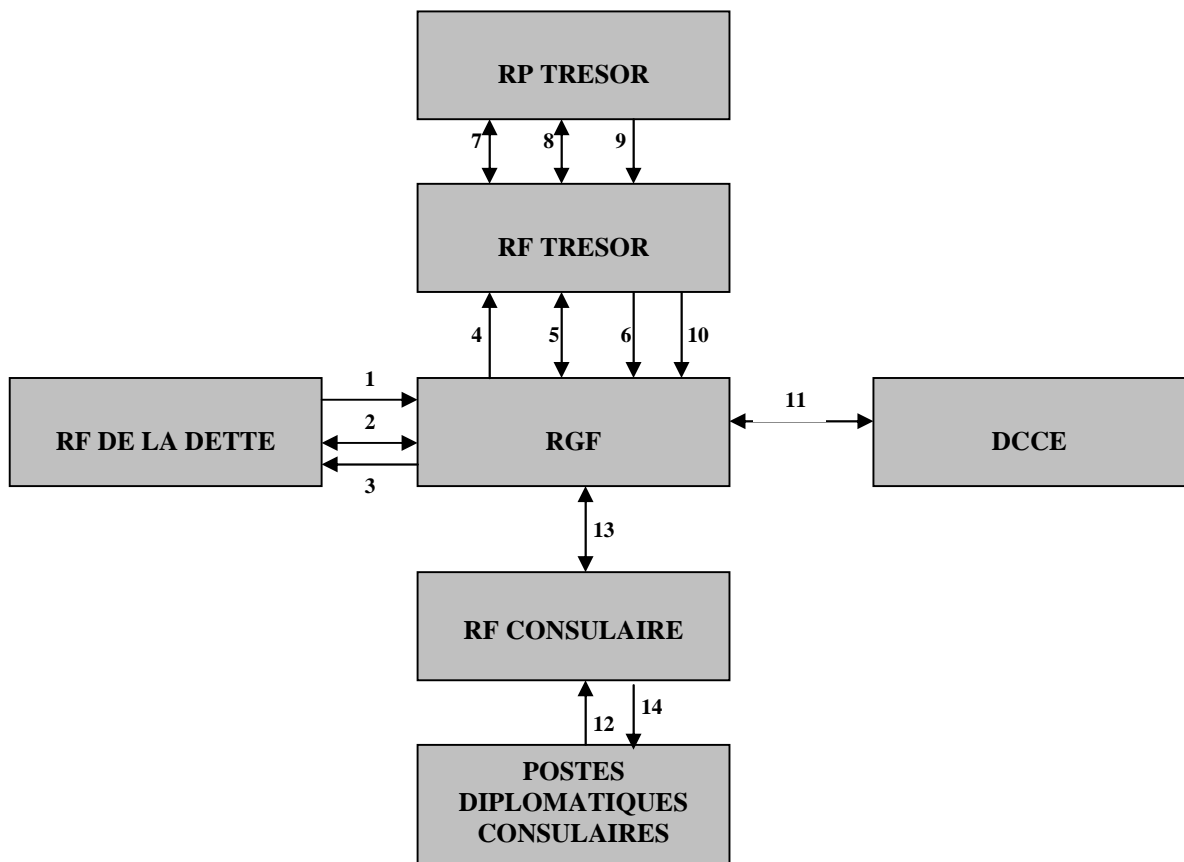 RP TRESOR
7
8
9
RF TRESOR
4
5
6
10
1
11
2
RF DE LA DETTE
RGF
DCCE
3
13
RF CONSULAIRE
14
12
POSTES
DIPLOMATIQUES
CONSULAIRES